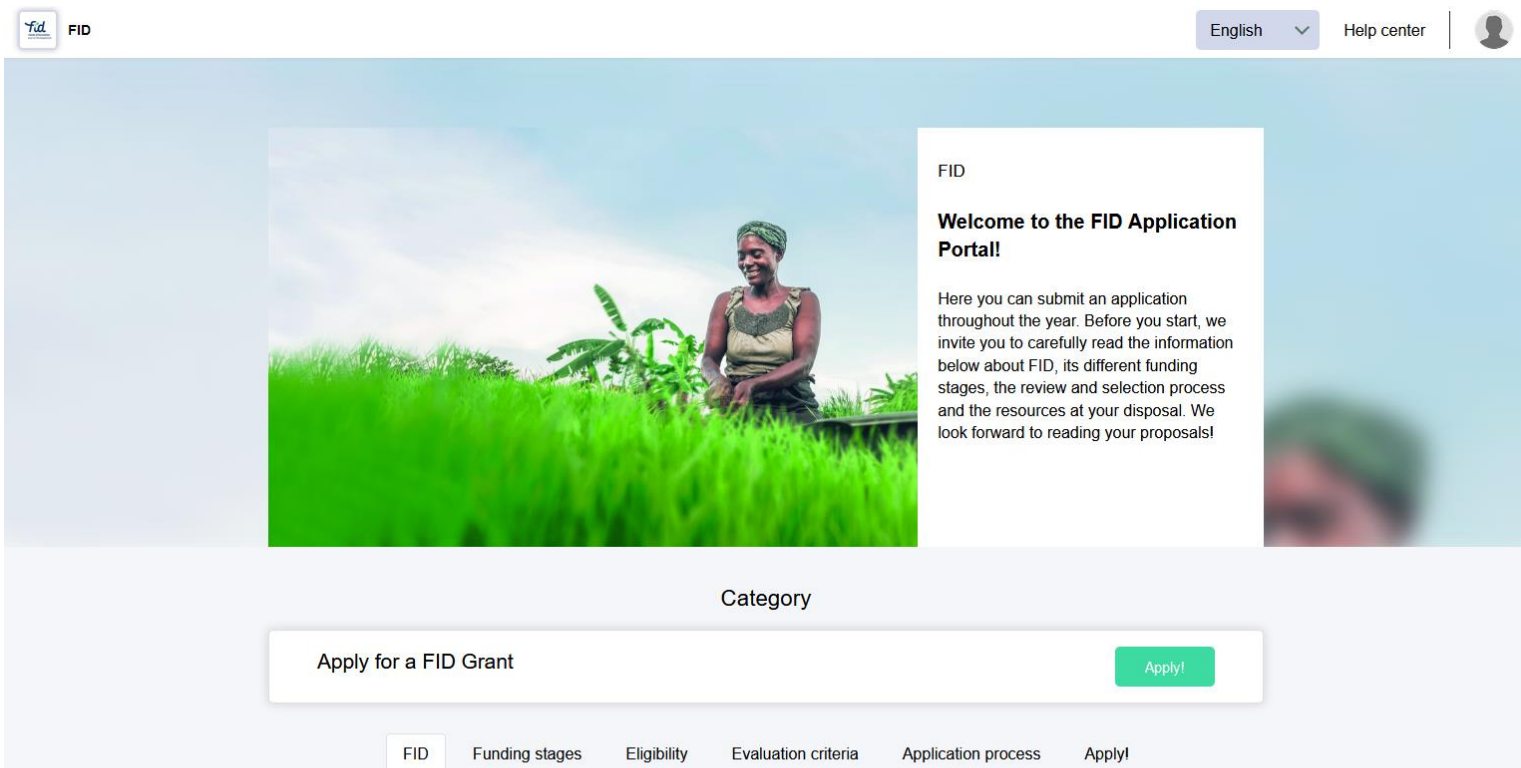 fid
FID
English
Help center
FID
Welcome to the FID Application
Portal!
Here you can submit an application
throughout the year. Before you start, we
invite you to carefully read the information
below about FID, its different funding
stages, the review and selection process
and the resources at your disposal. We
look forward to reading your proposals!
Category
Apply for a FID Grant
Apply!
FID
Funding stages
Eligibility
Evaluation criteria
Application process
Apply!